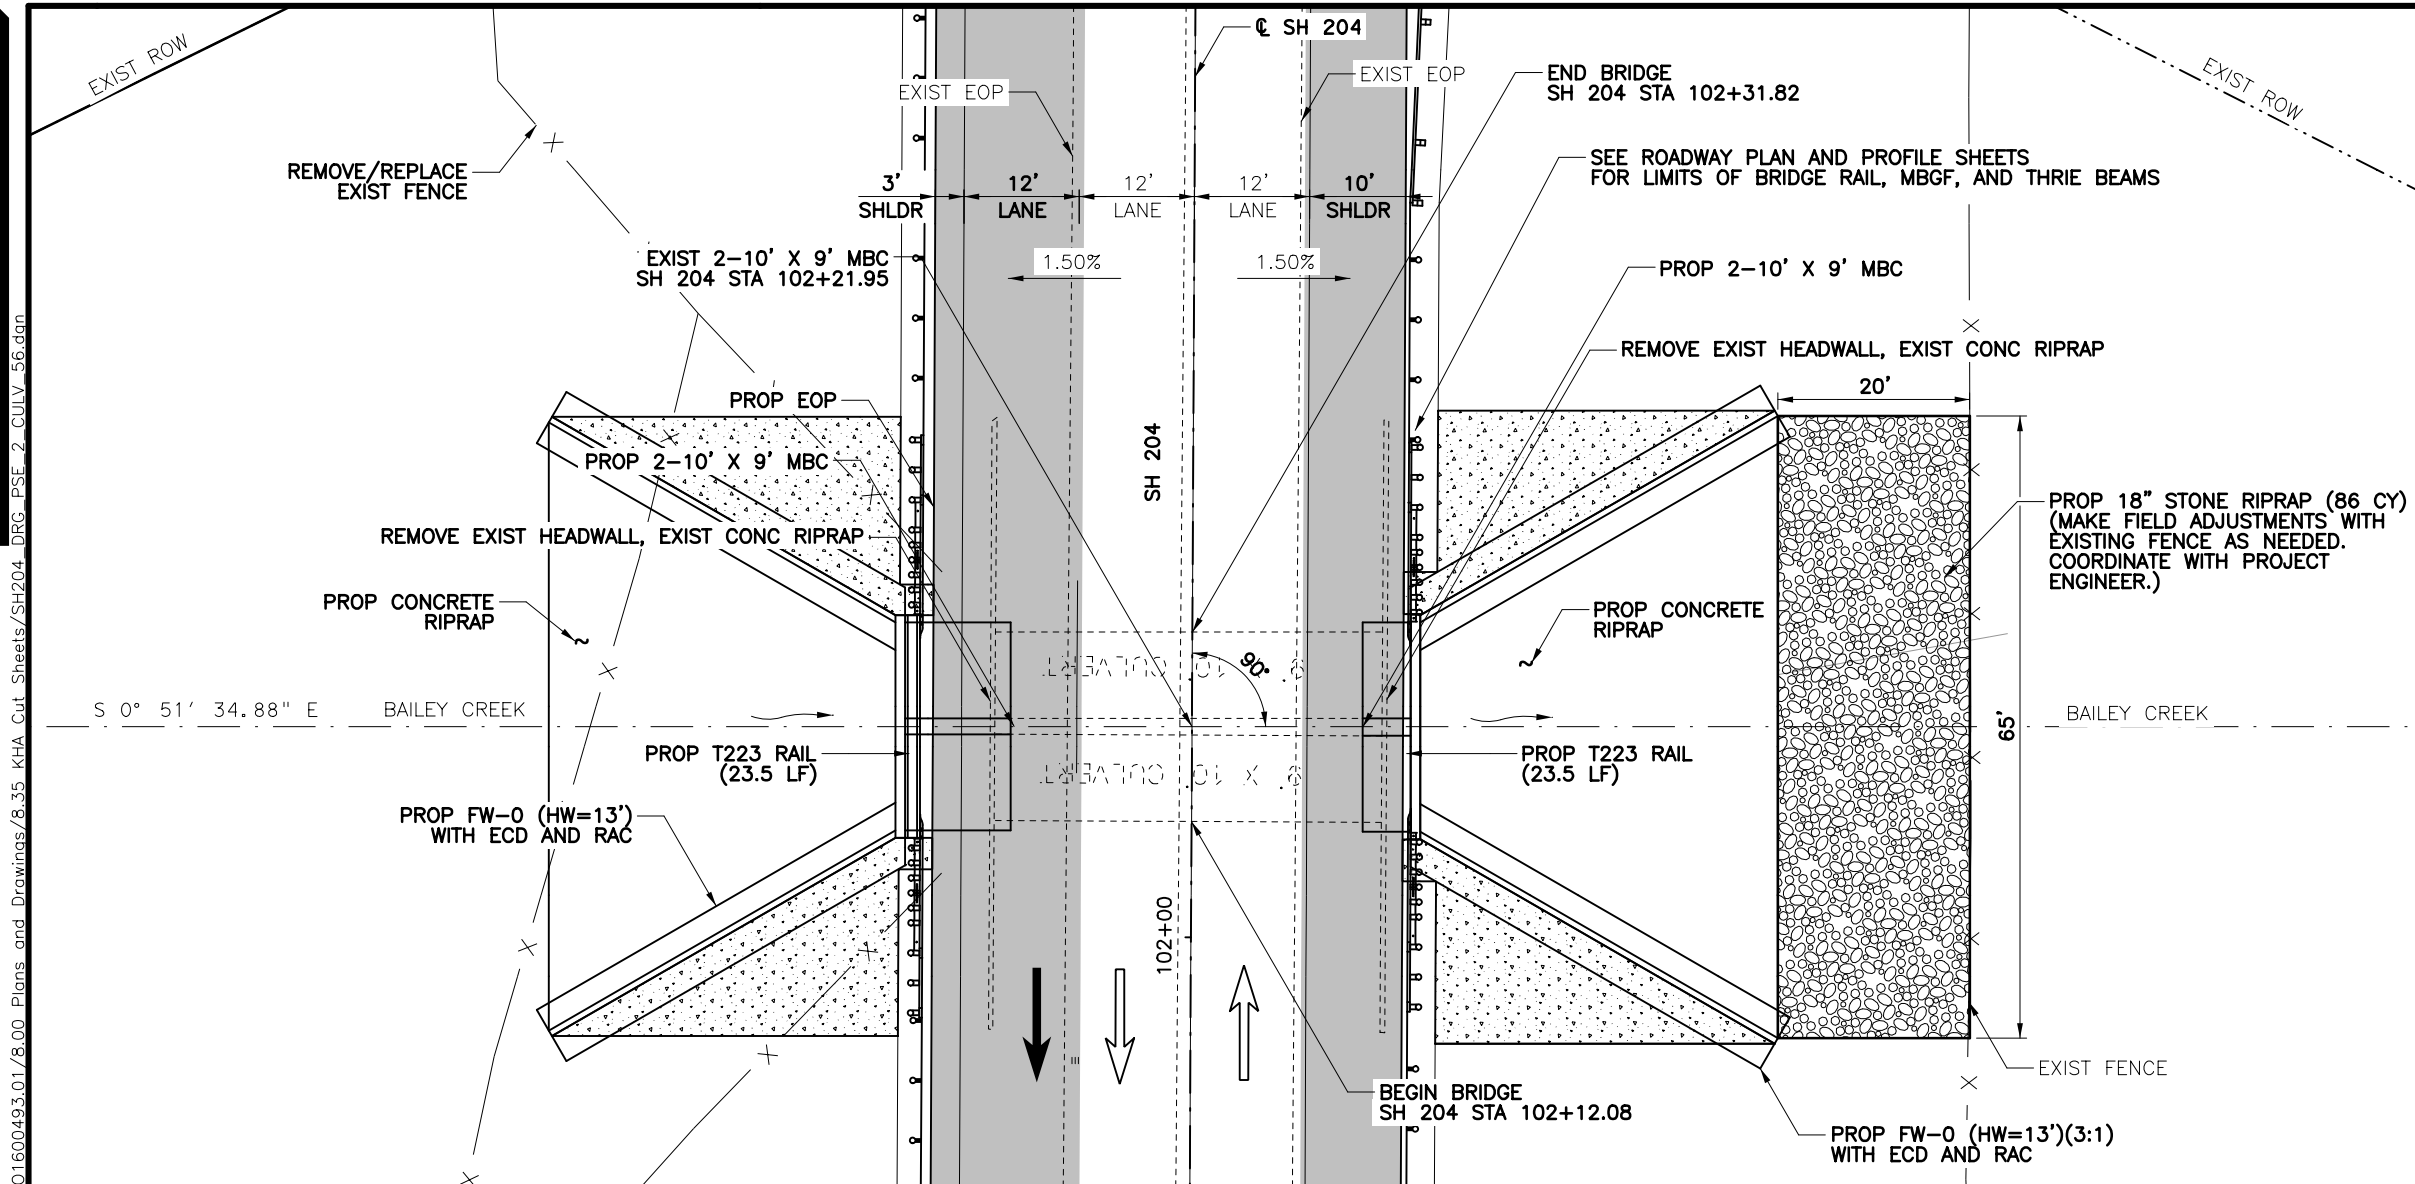 EXIST ROW
℄ SH 204
EXIST EOP
EXIST EOP
END BRIDGE
SH 204 STA 102+31.82
EXIST ROW
REMOVE/REPLACE
EXIST FENCE
SEE ROADWAY PLAN AND PROFILE SHEETS
FOR LIMITS OF BRIDGE RAIL, MBGF, AND THRIE BEAMS
3' 12' 12' 12' 10'
SHLDR LANE LANE LANE SHLDR
EXIST 2-10' X 9' MBC
SH 204 STA 102+21.95
1.50% 1.50%
PROP 2-10' X 9' MBC
REMOVE EXIST HEADWALL, EXIST CONC RIPRAP
PROP EOP
20'
PROP 2-10' X 9' MBC
SH 204
REMOVE EXIST HEADWALL, EXIST CONC RIPRAP
PROP 18" STONE RIPRAP (86 CY)
(MAKE FIELD ADJUSTMENTS WITH
EXISTING FENCE AS NEEDED.
COORDINATE WITH PROJECT
ENGINEER.)
PROP CONCRETE
RIPRAP
PROP CONCRETE
RIPRAP
90°
S 0° 51' 34.88" E
BAILEY CREEK
BAILEY CREEK
65'
PROP T223 RAIL
(23.5 LF)
9' X 10' CULVERT
PROP T223 RAIL
(23.5 LF)
PROP FW-0 (HW=13')
WITH ECD AND RAC
102+00
EXIST FENCE
BEGIN BRIDGE
SH 204 STA 102+12.08
PROP FW-0 (HW=13')(3:1)
WITH ECD AND RAC
01600493.01/8.00 Plans and Drawings/8.35 KHA Cut Sheets/SH204_DRG_PSE_2_CULV_56.dgn